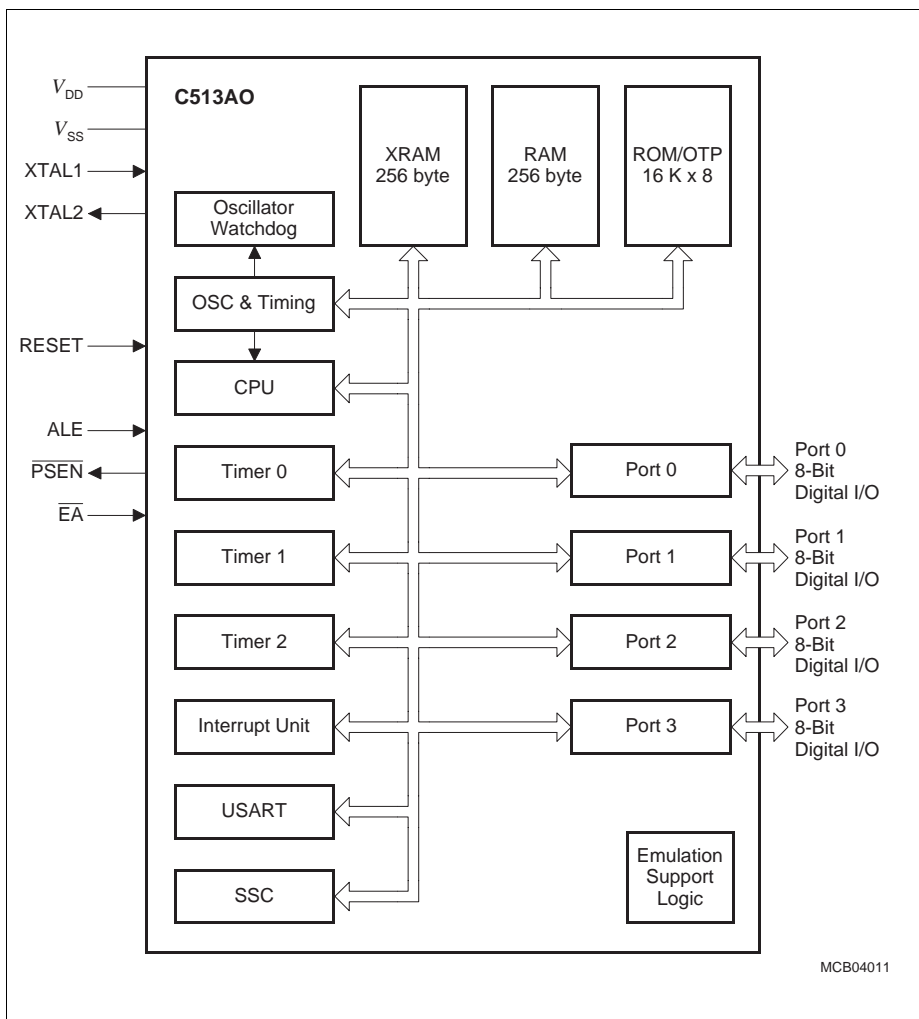 V_DD
V_SS
XTAL1
XTAL2
RESET
ALE
PSEN
EA
C513AO
XRAM
256 byte
RAM
256 byte
ROM/OTP
16 K x 8
Oscillator
Watchdog
OSC & Timing
CPU
Timer 0
Timer 1
Timer 2
Interrupt Unit
USART
SSC
Port 0
Port 1
Port 2
Port 3
Emulation
Support
Logic
Port 0
8-Bit
Digital I/O
Port 1
8-Bit
Digital I/O
Port 2
8-Bit
Digital I/O
Port 3
8-Bit
Digital I/O
MCB04011